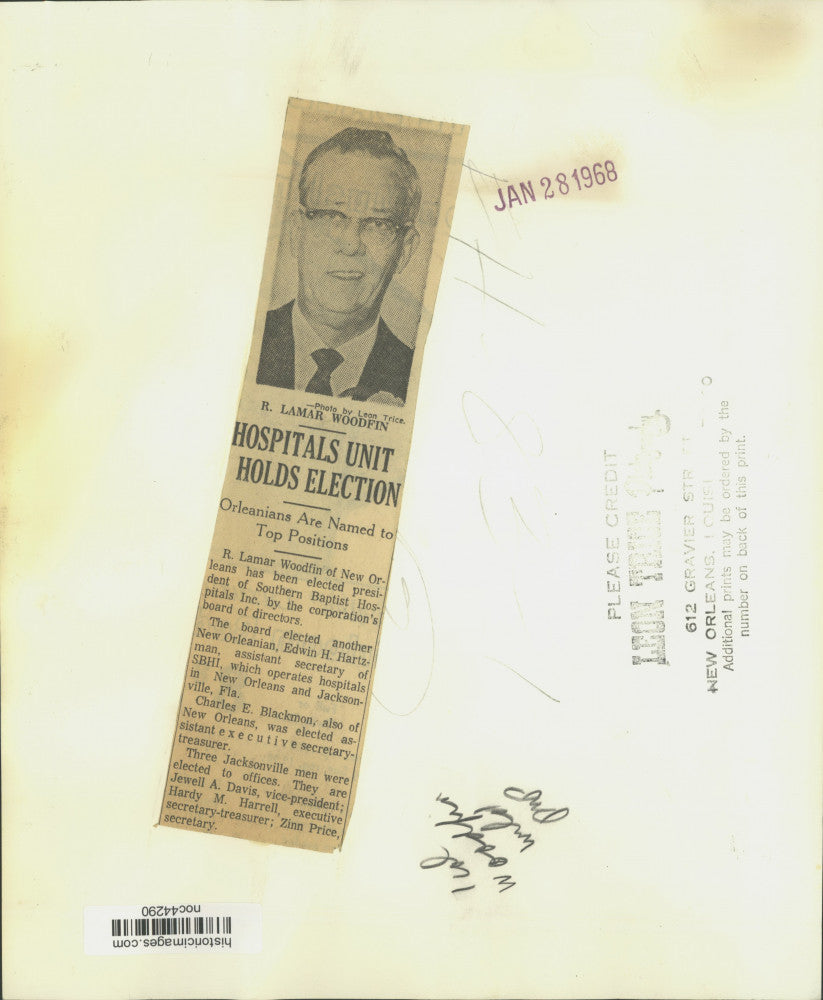 JAN 28 1968
—Photo by Leon Trice.
R. LAMAR WOODFIN
HOSPITALS UNIT
HOLDS ELECTION
Orleanians Are Named to
Top Positions
R. Lamar Woodfin of New Or-
leans has been elected presi-
dent of Southern Baptist Hos-
pitals Inc. by the corporation's
board of directors.
The board elected another
New Orleanian, Edwin H. Hartz-
man, assistant secretary of
SBHI, which operates hospitals
in New Orleans and Jackson-
ville, Fla.
Charles E. Blackmon, also of
New Orleans, was elected as-
sistant executive secretary-
treasurer.
Three Jacksonville men were
elected to offices. They are
Jewell A. Davis, vice-president;
Hardy M. Harrell, executive
secretary-treasurer; Zinn Price,
secretary.
PLEASE CREDIT
LEON TRICE
612 GRAVIER STR
NEW ORLEANS, LOUISI
Additional prints may be ordered by the
number on back of this print.
historicimages.com
noc44290